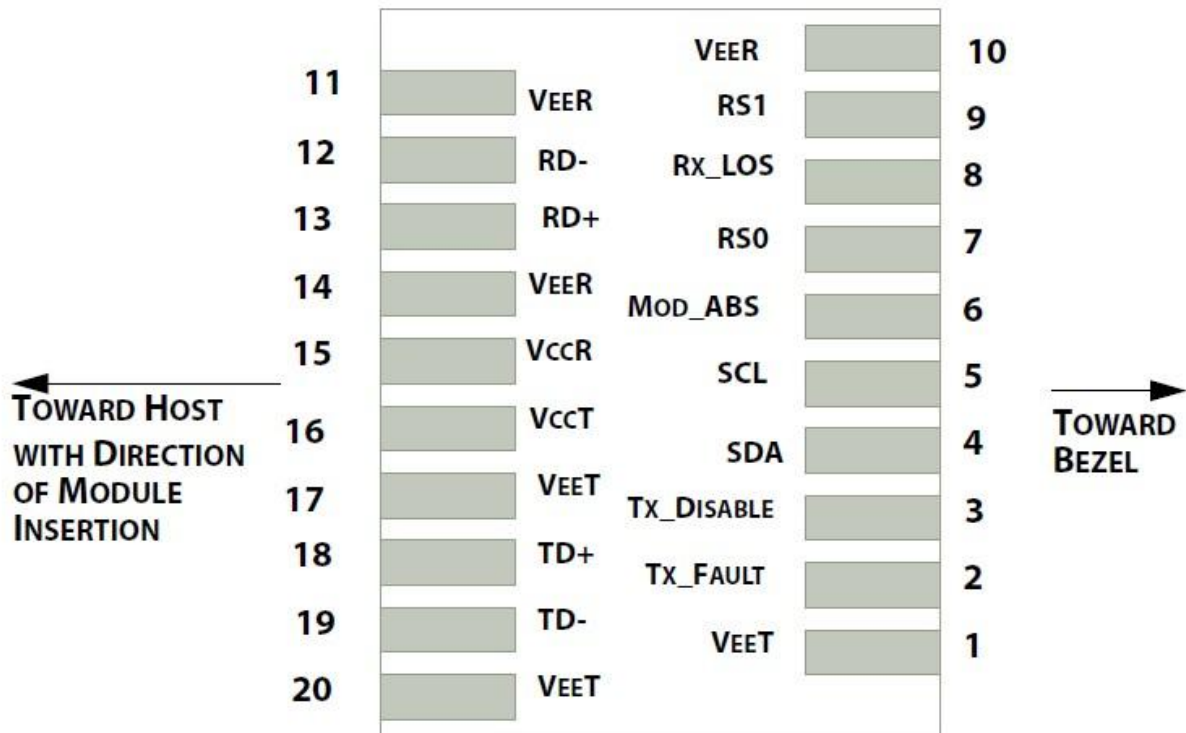 VEER 10
11 VEER
RS1 9
12 RD-
RX_LOS 8
13 RD+
RS0 7
14 VEER
MOD_ABS 6
15 VCCR
SCL 5
TOWARD HOST
WITH DIRECTION
OF MODULE
INSERTION
TOWARD
BEZEL
16 VCCT
SDA 4
17 VEET
TX_DISABLE 3
18 TD+
TX_FAULT 2
19 TD-
VEET 1
20 VEET